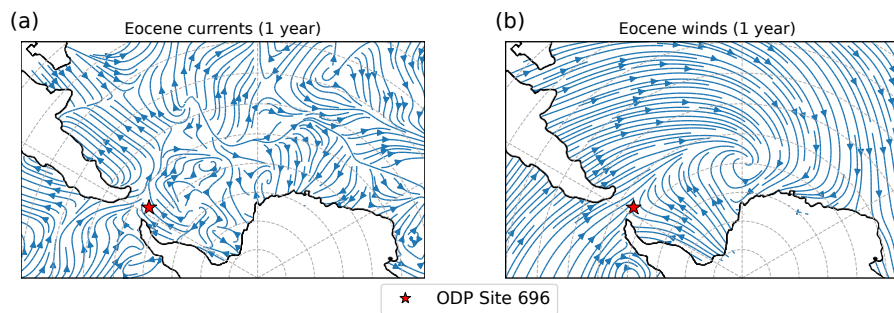 (a)
Eocene currents (1 year)
(b)
Eocene winds (1 year)
ODP Site 696